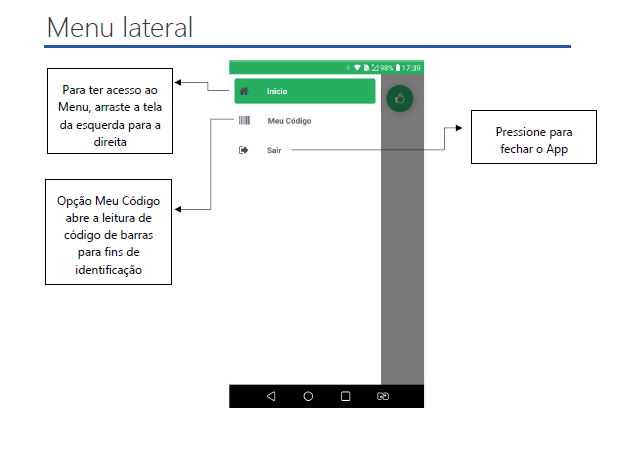 Menu lateral
Para ter acesso ao
Menu, arraste a tela
da esquerda para a
direita
Opção Meu Código
abre a leitura de
código de barras
para fins de
identificação
98% 17:39
Início
Meu Código
Sair
Pressione para
fechar o App